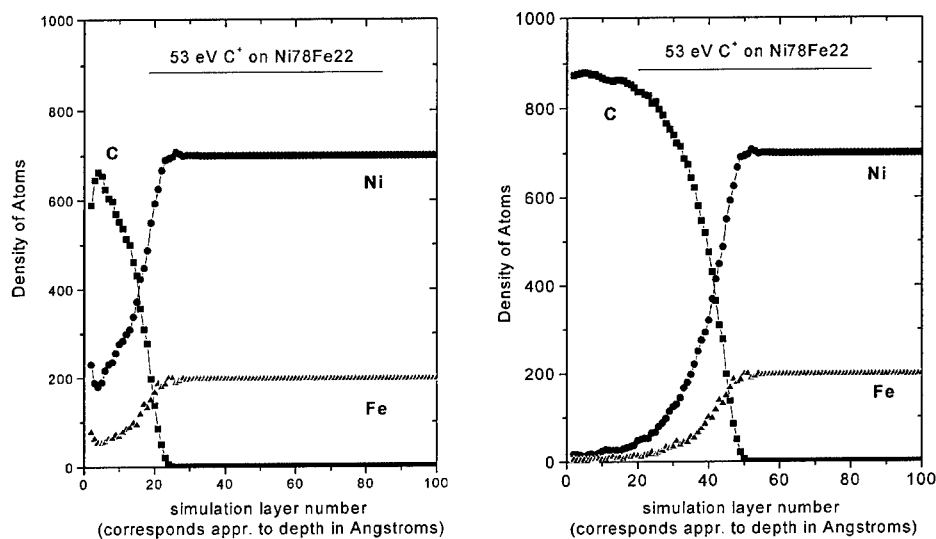 1000
800
600
400
200
0
Density of Atoms
53 eV C⁺ on Ni78Fe22
C
Ni
Fe
0 20 40 60 80 100
simulation layer number
(corresponds appr. to depth in Angstroms)
1000
800
600
400
200
0
Density of Atoms
53 eV C⁺ on Ni78Fe22
C
Ni
Fe
0 20 40 60 80 100
simulation layer number
(corresponds appr. to depth in Angstroms)